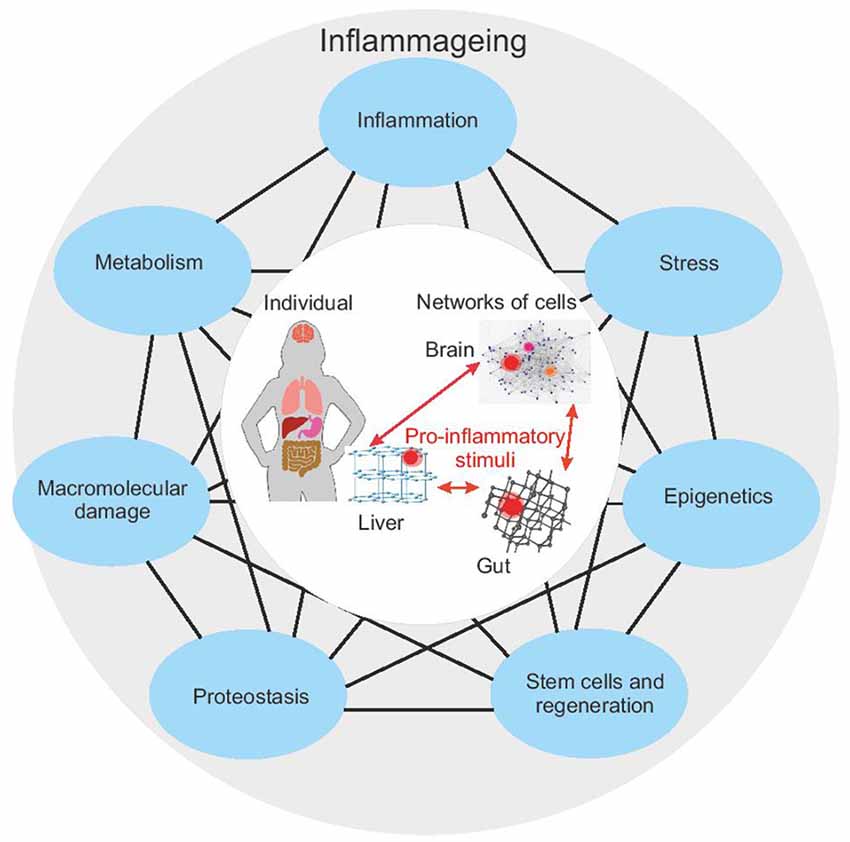 Inflammageing
Inflammation
Metabolism
Stress
Individual
Networks of cells
Brain
Pro-inflammatory
stimuli
Liver
Gut
Macromolecular
damage
Epigenetics
Proteostasis
Stem cells and
regeneration